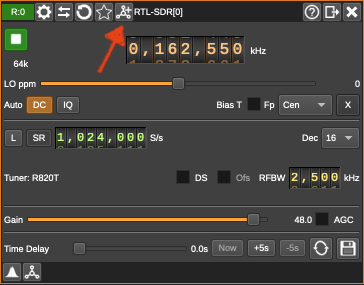 R:0 RTL-SDR[0]
0,162,550 kHz
64k
LO ppm 0
Auto DC IQ Bias T Fp Cen X
L SR 1,024,000 S/s Dec 16
Tuner: R820T DS Ofs RFBW 2,500 kHz
Gain 48.0 AGC
Time Delay 0.0s Now +5s -5s